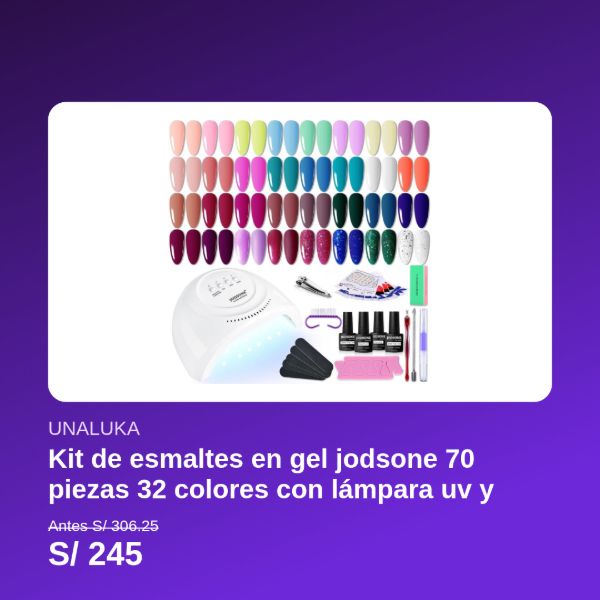 UNALUKA
Kit de esmaltes en gel jodsone 70
piezas 32 colores con lámpara uv y
Antes S/ 306.25
S/ 245